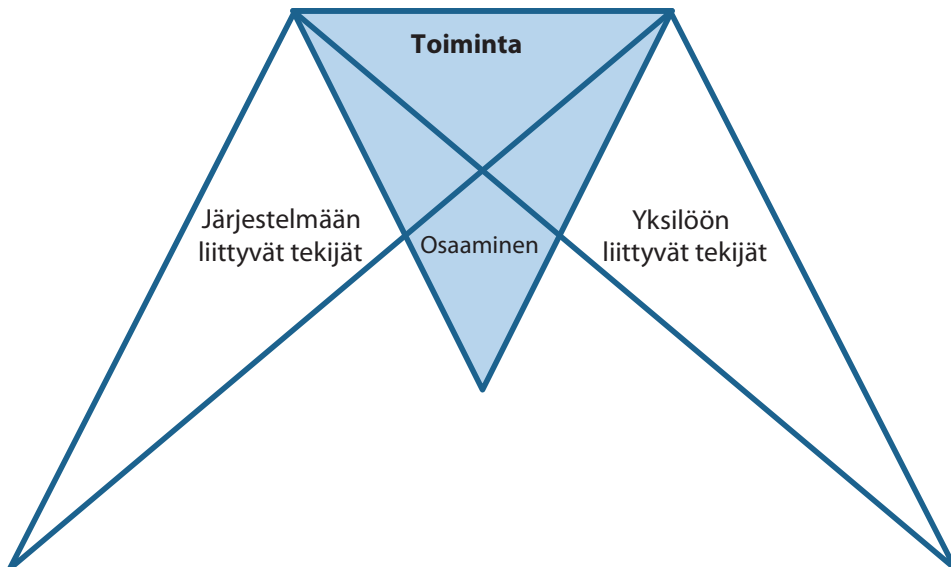 Toiminta
Järjestelmään
liittyvät tekijät
Osaaminen
Yksilöön
liittyvät tekijät